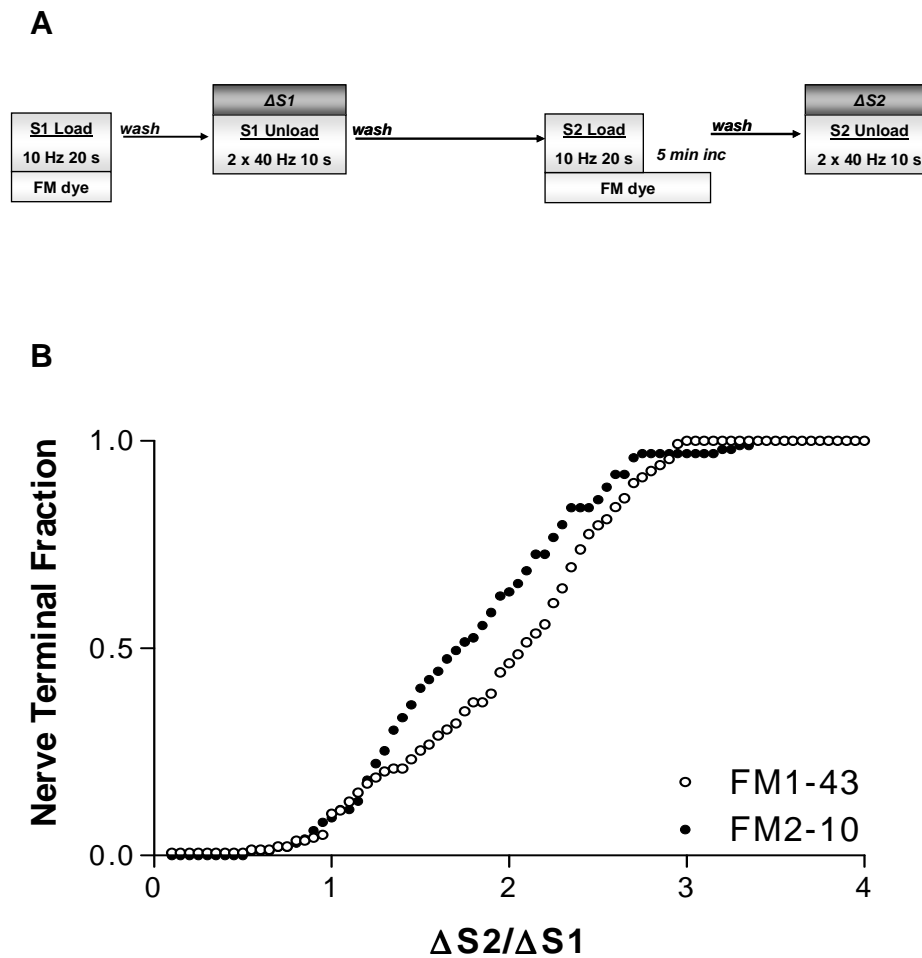 A
S1 Load
10 Hz 20 s
FM dye
wash
ΔS1
S1 Unload
2 x 40 Hz 10 s
wash
S2 Load
10 Hz 20 s
5 min inc
FM dye
wash
ΔS2
S2 Unload
2 x 40 Hz 10 s
B
Nerve Terminal Fraction
1.0
0.5
0.0
0 1 2 3 4
ΔS2/ΔS1
FM1-43
FM2-10